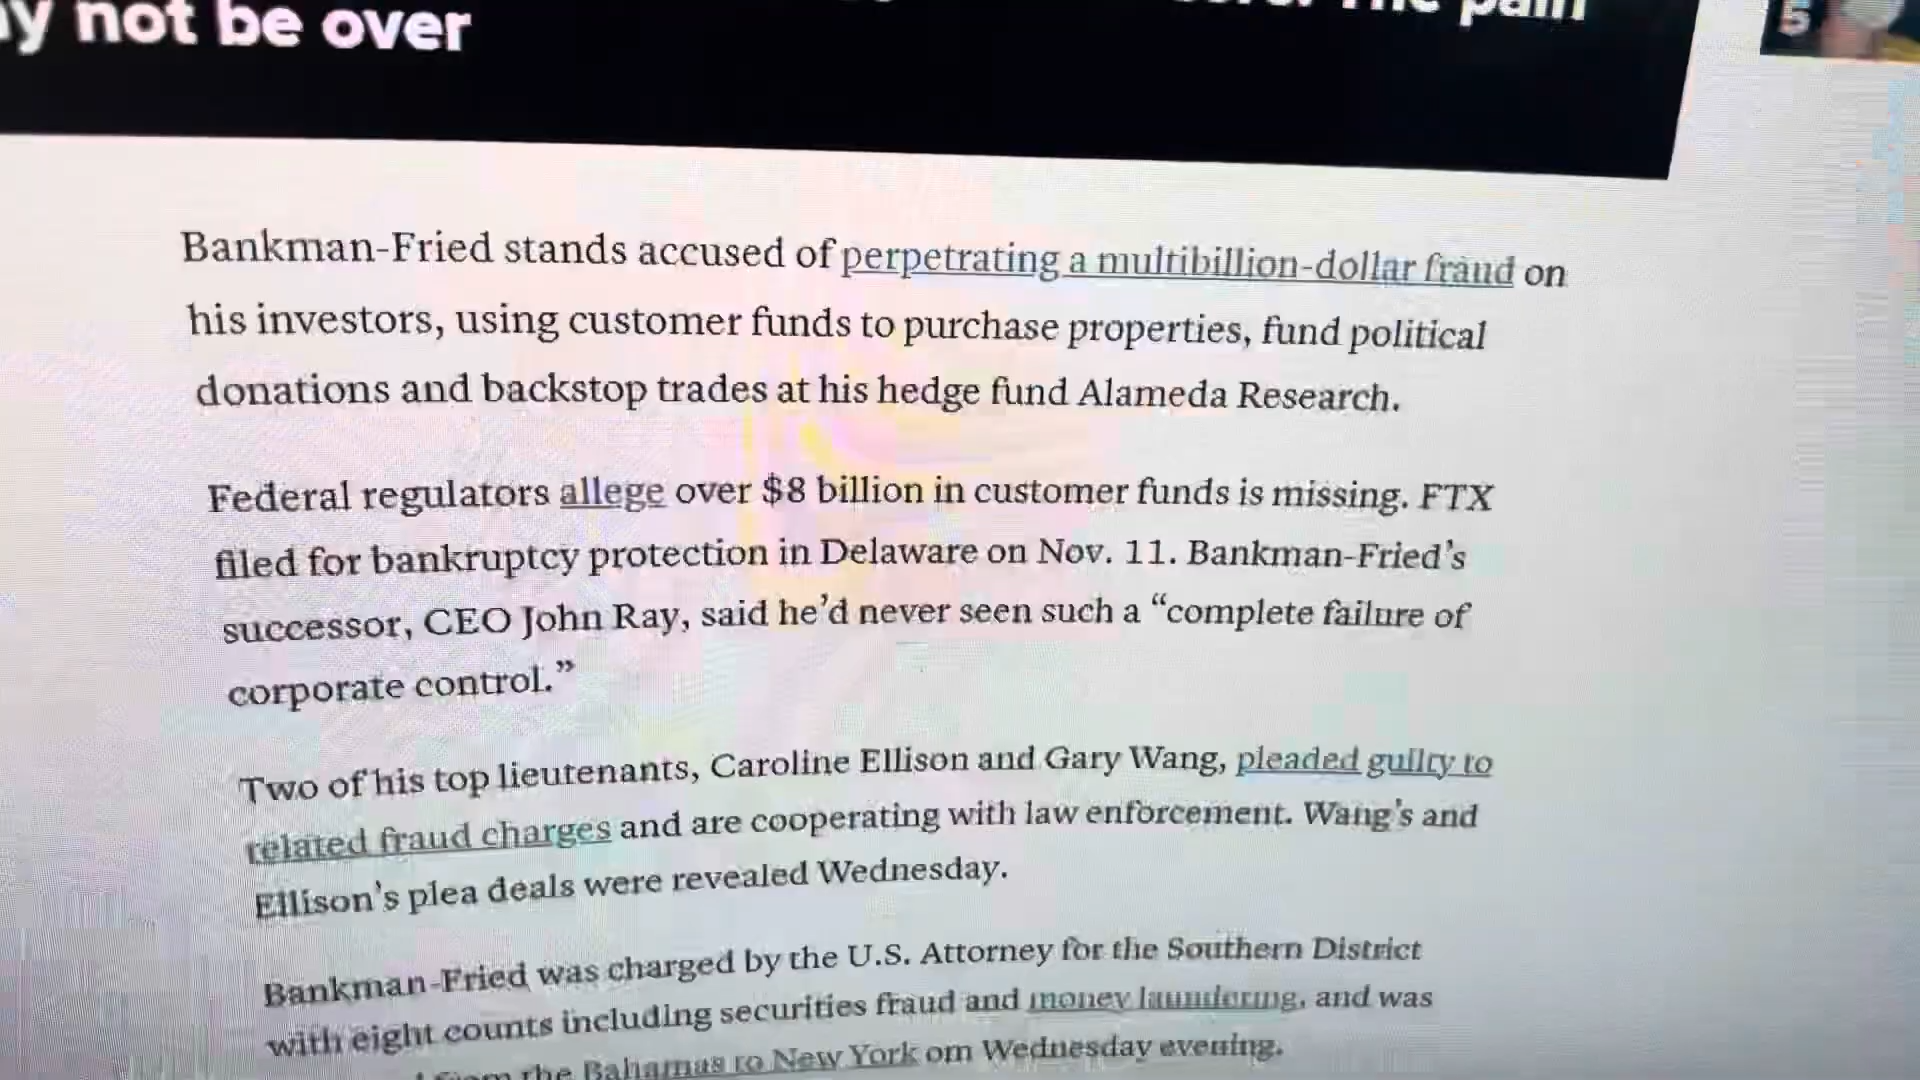 not be over
5
Bankman-Fried stands accused of perpetrating a multibillion-dollar fraud on
his investors, using customer funds to purchase properties, fund political
donations and backstop trades at his hedge fund Alameda Research.
Federal regulators allege over $8 billion in customer funds is missing. FTX
filed for bankruptcy protection in Delaware on Nov. 11. Bankman-Fried's
successor, CEO John Ray, said he'd never seen such a “complete failure of
corporate control.”
Two of his top lieutenants, Caroline Ellison and Gary Wang, pleaded guilty to
related fraud charges and are cooperating with law enforcement. Wang's and
Ellison's plea deals were revealed Wednesday.
Bankman-Fried was charged by the U.S. Attorney for the Southern District
with eight counts including securities fraud and money laundering, and was
from the Bahamas to New York om Wednesday evening.